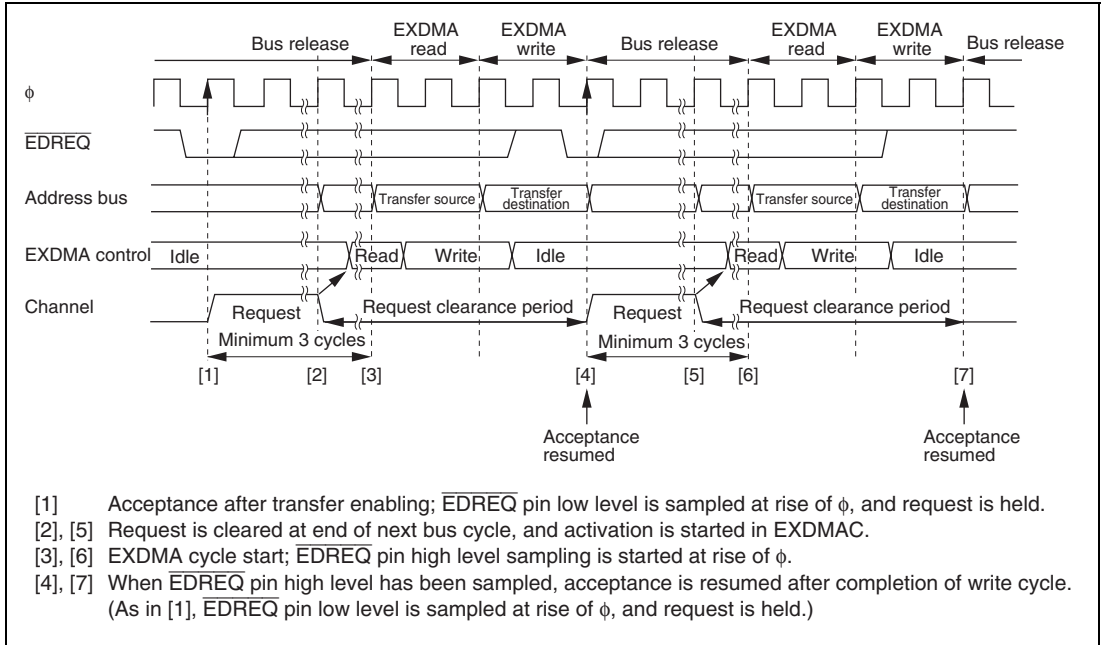 EXDMA EXDMA EXDMA EXDMA
Bus release read write Bus release read write Bus release
φ
EDREQ
Address bus Transfer source Transfer destination Transfer source Transfer destination
EXDMA control Idle Read Write Idle Read Write Idle
Channel Request Request clearance period Request Request clearance period
Minimum 3 cycles Minimum 3 cycles
[1] [2] [3] [4] [5] [6] [7]
Acceptance resumed Acceptance resumed
[1] Acceptance after transfer enabling; EDREQ pin low level is sampled at rise of φ, and request is held.
[2], [5] Request is cleared at end of next bus cycle, and activation is started in EXDMAC.
[3], [6] EXDMA cycle start; EDREQ pin high level sampling is started at rise of φ.
[4], [7] When EDREQ pin high level has been sampled, acceptance is resumed after completion of write cycle.
(As in [1], EDREQ pin low level is sampled at rise of φ, and request is held.)